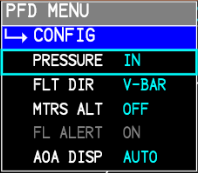 PFD MENU
CONFIG
PRESSURE IN
FLT DIR V-BAR
MTRS ALT OFF
FL ALERT ON
AOA DISP AUTO